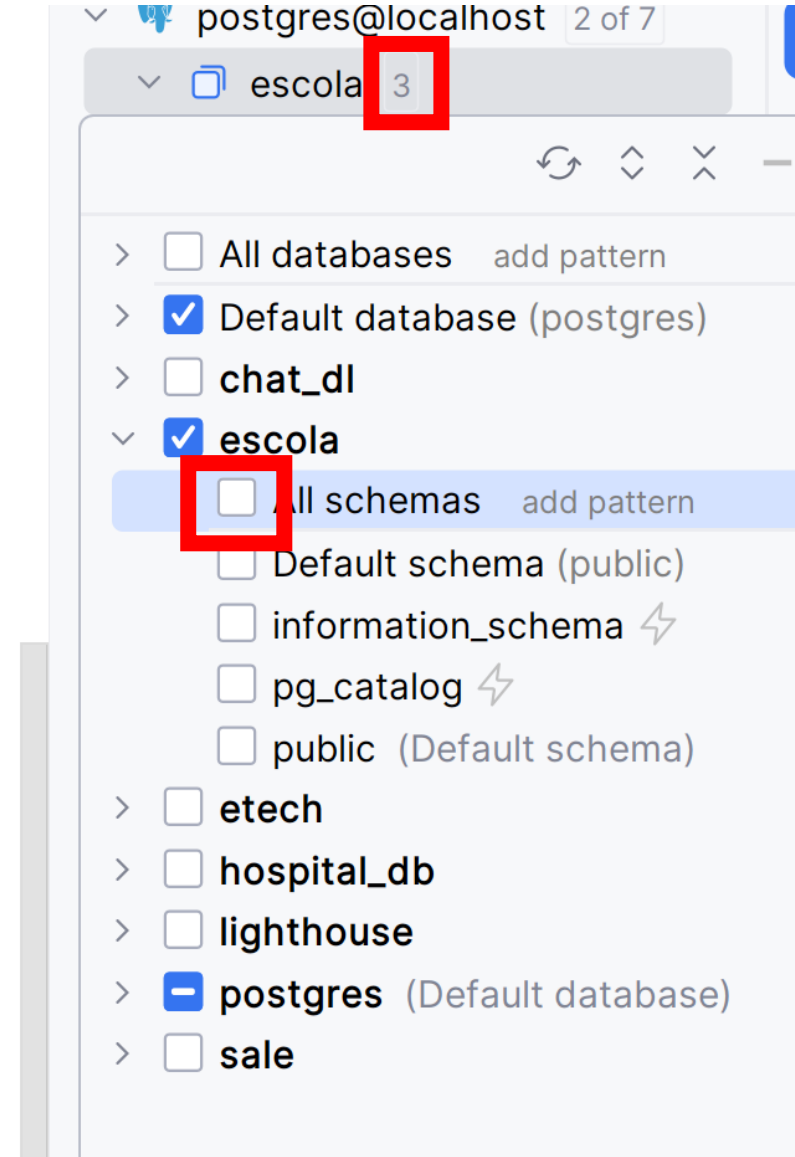 postgres@localhost 2 of 7
escola 3
All databases add pattern
Default database (postgres)
chat_dl
escola
All schemas add pattern
Default schema (public)
information_schema
pg_catalog
public (Default schema)
etech
hospital_db
lighthouse
postgres (Default database)
sale